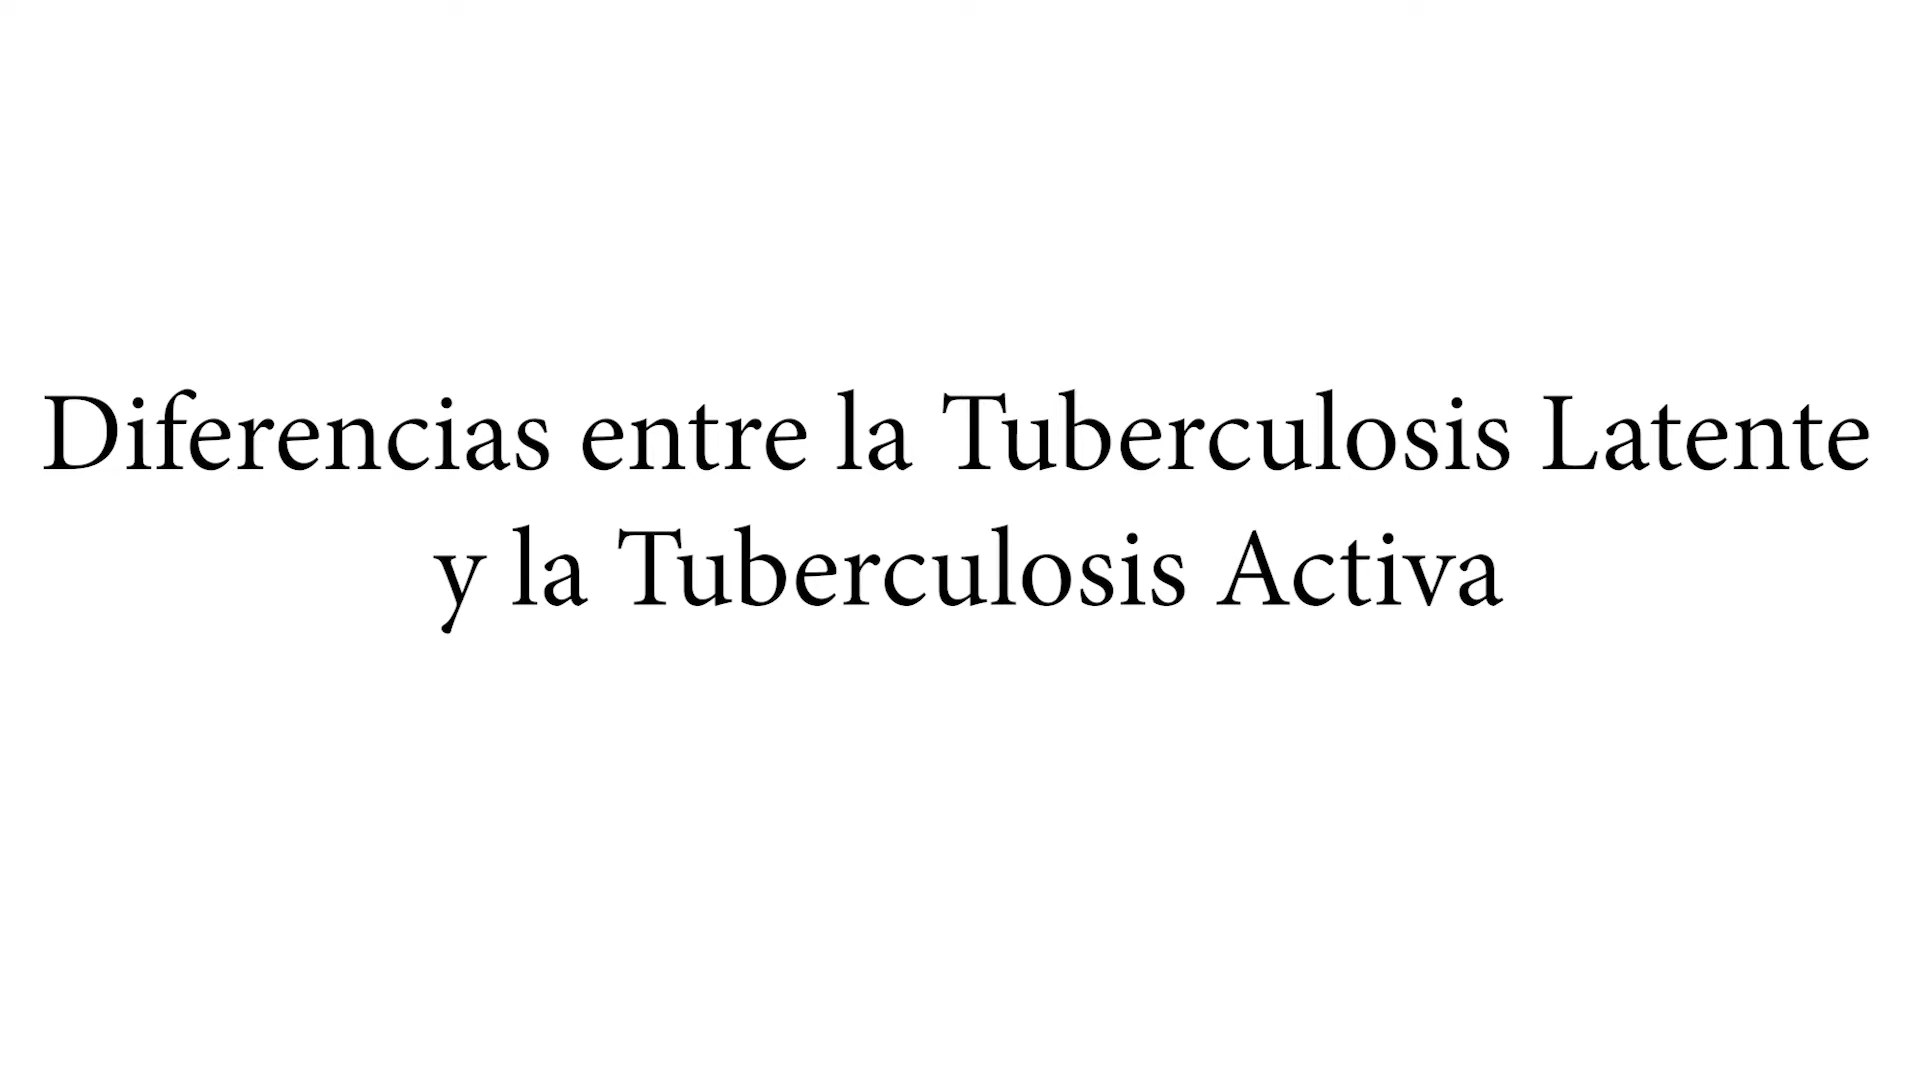 Diferencias entre la Tuberculosis Latente
y la Tuberculosis Activa